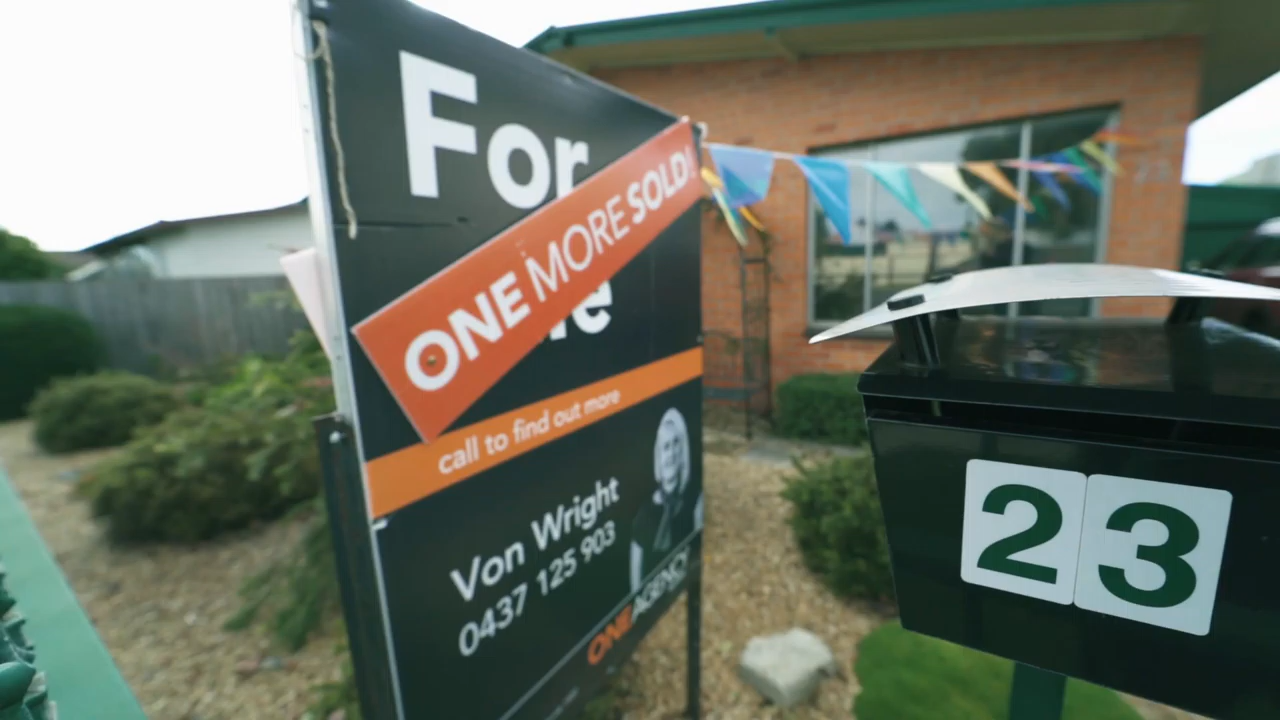 For
ONE MORE SOLD!
call to find out more
Von Wright
0437 125 903
ONEAGENCY
23